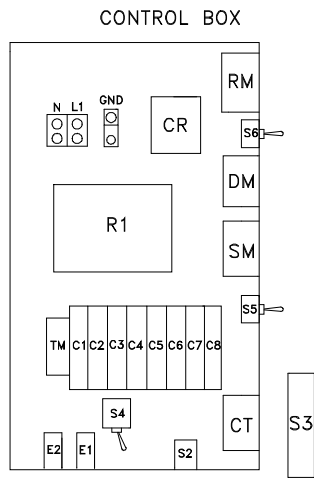 CONTROL BOX
RM
N L1 GND
CR
S6
DM
R1
SM
S5
TM C1 C2 C3 C4 C5 C6 C7 C8
S4
CT
S3
E2 E1 S2